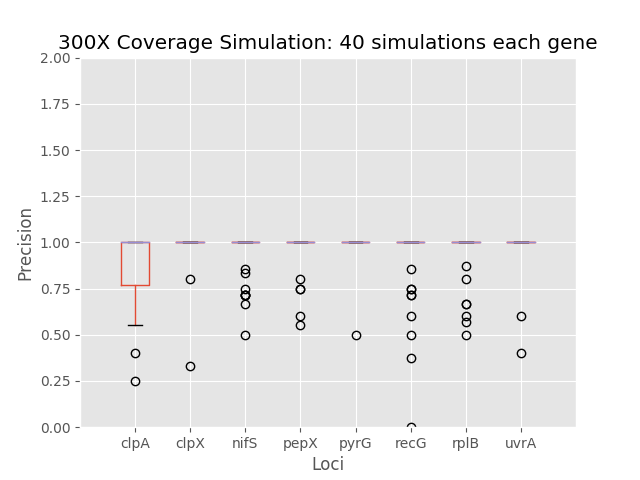 300X Coverage Simulation: 40 simulations each gene
2.00
1.75
1.50
1.25
1.00
0.75
0.50
0.25
0.00
Precision
clpA clpX nifS pepX pyrG recG rplB uvrA
Loci